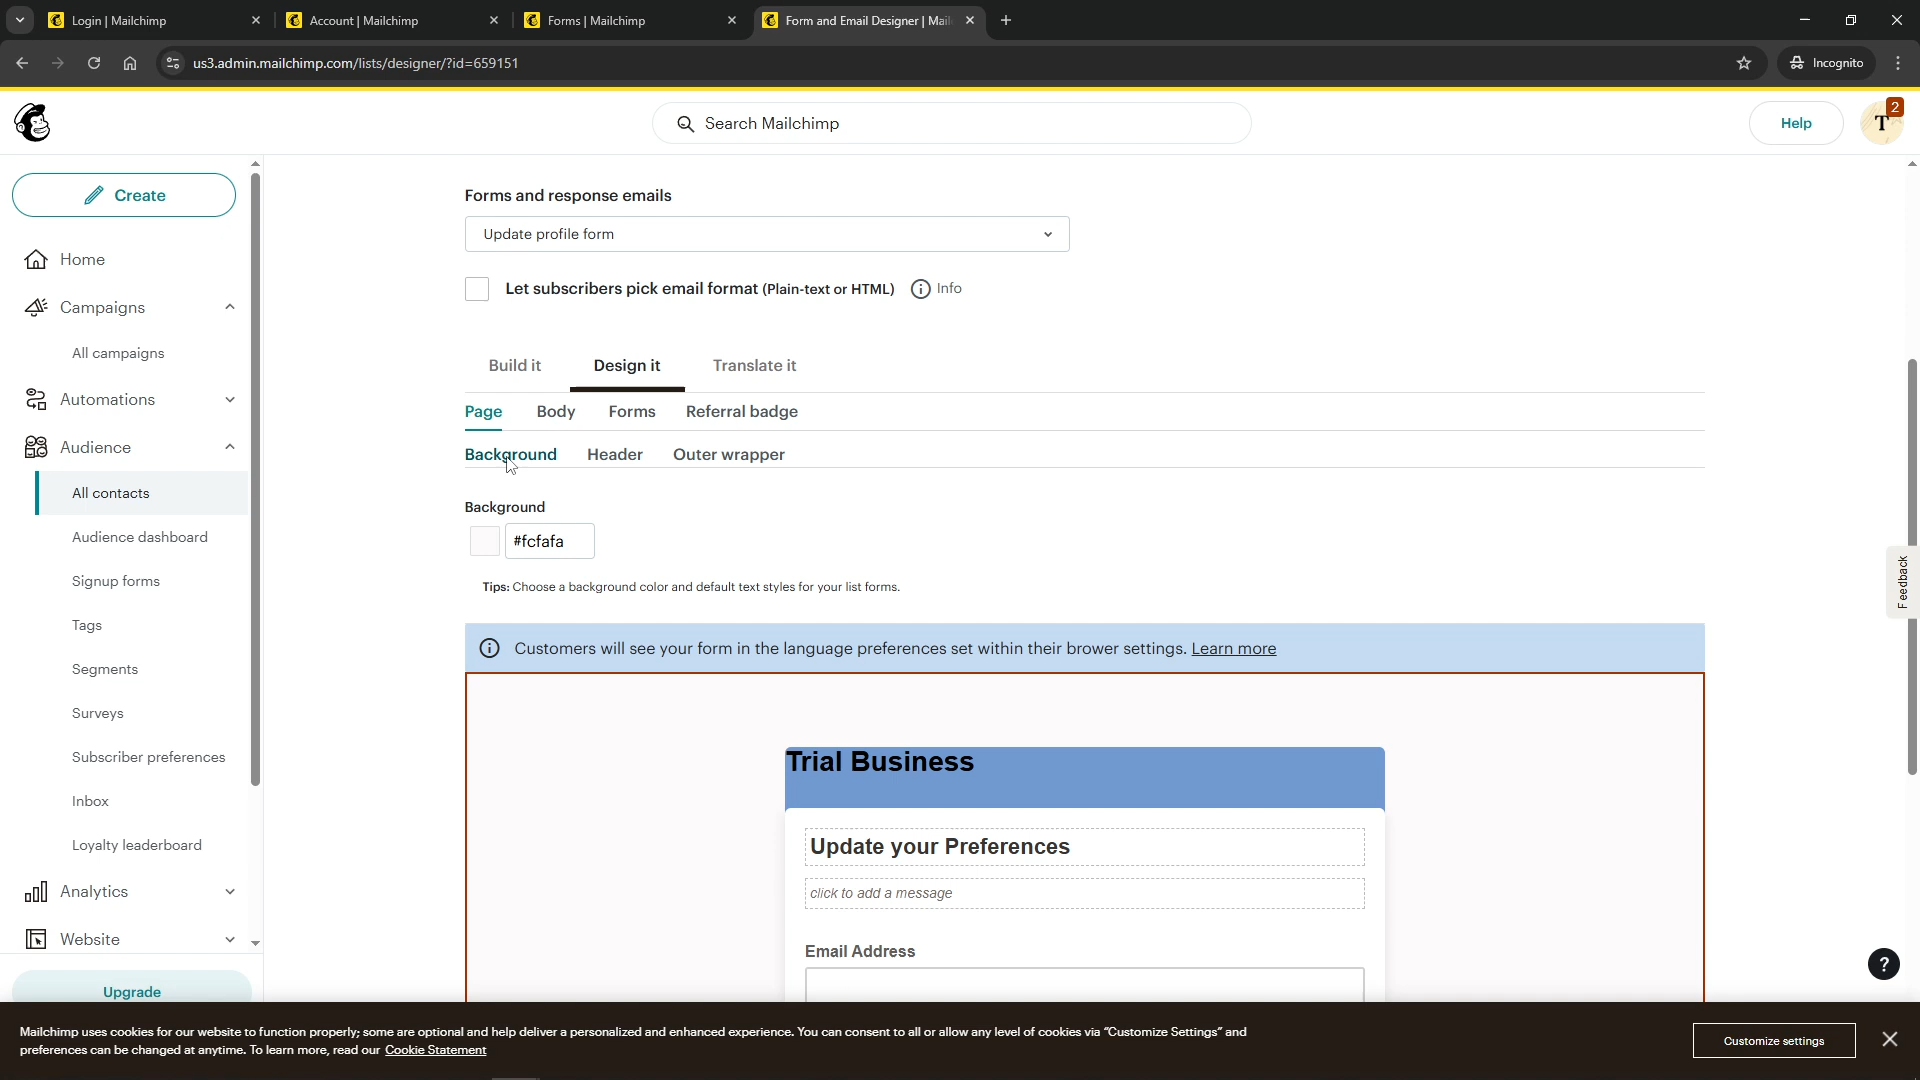 Login | Mailchimp
Account | Mailchimp
Forms | Mailchimp
Form and Email Designer | Mail
us3.admin.mailchimp.com/lists/designer/?id=659151
Incognito
Search Mailchimp
Help
T
2
Create
Home
Campaigns
All campaigns
Automations
Audience
All contacts
Audience dashboard
Signup forms
Tags
Segments
Surveys
Subscriber preferences
Inbox
Loyalty leaderboard
Analytics
Website
Upgrade
Forms and response emails
Update profile form
Let subscribers pick email format (Plain-text or HTML) Info
Build it Design it Translate it
Page Body Forms Referral badge
Background Header Outer wrapper
Background
#fcfafa
Tips: Choose a background color and default text styles for your list forms.
Customers will see your form in the language preferences set within their brower settings. Learn more
Trial Business
Update your Preferences
click to add a message
Email Address
Feedback
?
Mailchimp uses cookies for our website to function properly; some are optional and help deliver a personalized and enhanced experience. You can consent to all or allow any level of cookies via "Customize Settings" and
preferences can be changed at anytime. To learn more, read our Cookie Statement
Customize settings